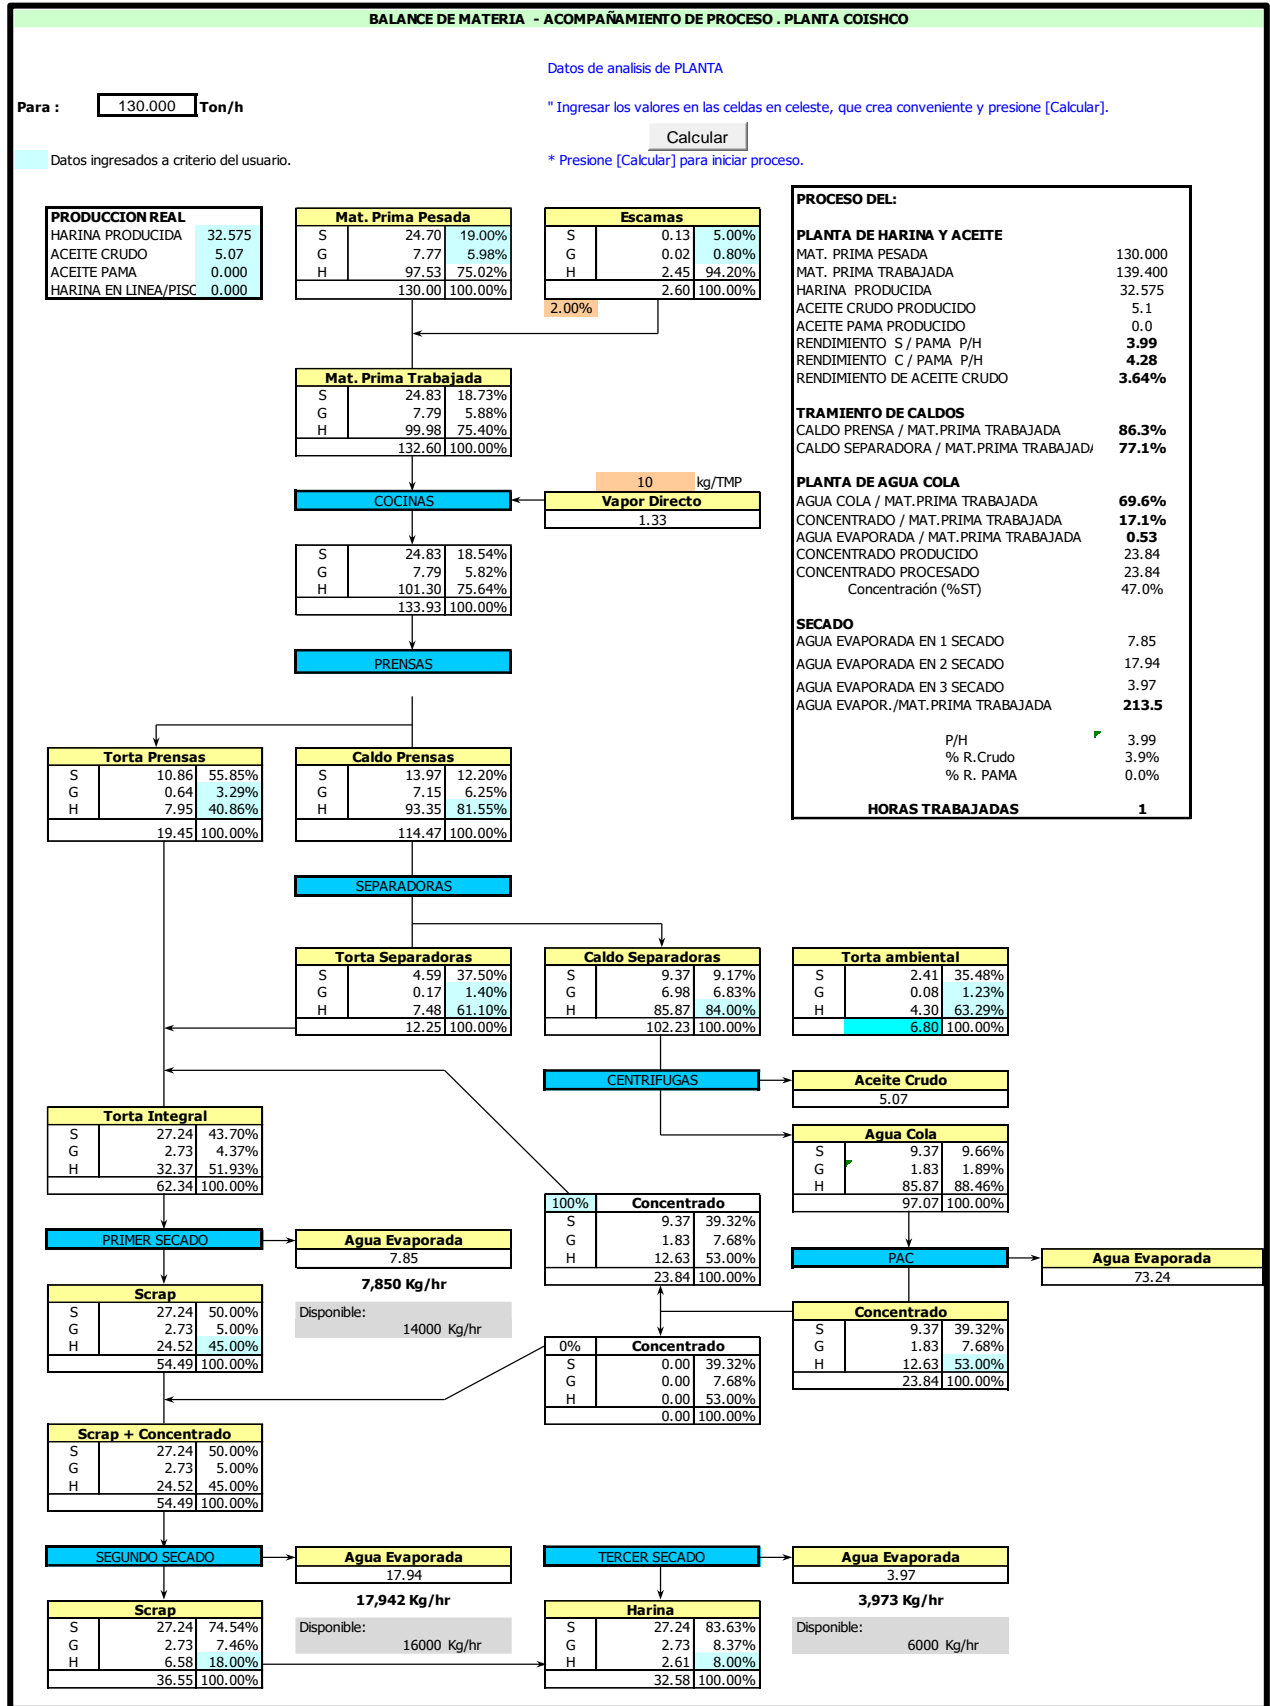 BALANCE DE MATERIA - ACOMPAÑAMIENTO DE PROCESO . PLANTA COISHCO
Datos de analisis de PLANTA
Para : 130.000 Ton/h
" Ingresar los valores en las celdas en celeste, que crea conveniente y presione [Calcular].
Calcular
Datos ingresados a criterio del usuario.
* Presione [Calcular] para iniciar proceso.
PRODUCCION REAL
HARINA PRODUCIDA 32.575
ACEITE CRUDO 5.07
ACEITE PAMA 0.000
HARINA EN LINEA/PISC 0.000
Mat. Prima Pesada
S 24.70 19.00%
G 7.77 5.98%
H 97.53 75.02%
130.00 100.00%
Escamas
S 0.13 5.00%
G 0.02 0.80%
H 2.45 94.20%
2.60 100.00%
2.00%
PROCESO DEL:
PLANTA DE HARINA Y ACEITE
MAT. PRIMA PESADA 130.000
MAT. PRIMA TRABAJADA 139.400
HARINA PRODUCIDA 32.575
ACEITE CRUDO PRODUCIDO 5.1
ACEITE PAMA PRODUCIDO 0.0
RENDIMIENTO S / PAMA P/H 3.99
RENDIMIENTO C / PAMA P/H 4.28
RENDIMIENTO DE ACEITE CRUDO 3.64%
TRAMIENTO DE CALDOS
CALDO PRENSA / MAT.PRIMA TRABAJADA 86.3%
CALDO SEPARADORA / MAT.PRIMA TRABAJADA 77.1%
PLANTA DE AGUA COLA
AGUA COLA / MAT.PRIMA TRABAJADA 69.6%
CONCENTRADO / MAT.PRIMA TRABAJADA 17.1%
AGUA EVAPORADA / MAT.PRIMA TRABAJADA 0.53
CONCENTRADO PRODUCIDO 23.84
CONCENTRADO PROCESADO 23.84
Concentración (%ST) 47.0%
SECADO
AGUA EVAPORADA EN 1 SECADO 7.85
AGUA EVAPORADA EN 2 SECADO 17.94
AGUA EVAPORADA EN 3 SECADO 3.97
AGUA EVAPOR./MAT.PRIMA TRABAJADA 213.5
P/H 3.99
% R.Crudo 3.9%
% R. PAMA 0.0%
HORAS TRABAJADAS 1
Mat. Prima Trabajada
S 24.83 18.73%
G 7.79 5.88%
H 99.98 75.40%
132.60 100.00%
10 kg/TMP
COCINAS
Vapor Directo
1.33
S 24.83 18.54%
G 7.79 5.82%
H 101.30 75.64%
133.93 100.00%
PRENSAS
Torta Prensas
S 10.86 55.85%
G 0.64 3.29%
H 7.95 40.86%
19.45 100.00%
Caldo Prensas
S 13.97 12.20%
G 7.15 6.25%
H 93.35 81.55%
114.47 100.00%
SEPARADORAS
Torta Separadoras
S 4.59 37.50%
G 0.17 1.40%
H 7.48 61.10%
12.25 100.00%
Caldo Separadoras
S 9.37 9.17%
G 6.98 6.83%
H 85.87 84.00%
102.23 100.00%
Torta ambiental
S 2.41 35.48%
G 0.08 1.23%
H 4.30 63.29%
6.80 100.00%
CENTRIFUGAS
Aceite Crudo
5.07
Torta Integral
S 27.24 43.70%
G 2.73 4.37%
H 32.37 51.93%
62.34 100.00%
Agua Cola
S 9.37 9.66%
G 1.83 1.89%
H 85.87 88.46%
97.07 100.00%
100% Concentrado
S 9.37 39.32%
G 1.83 7.68%
H 12.63 53.00%
23.84 100.00%
PRIMER SECADO
Agua Evaporada
7.85
7,850 Kg/hr
PAC
Agua Evaporada
73.24
Scrap
S 27.24 50.00%
G 2.73 5.00%
H 24.52 45.00%
54.49 100.00%
Disponible:
14000 Kg/hr
0% Concentrado
S 0.00 39.32%
G 0.00 7.68%
H 0.00 53.00%
0.00 100.00%
Concentrado
S 9.37 39.32%
G 1.83 7.68%
H 12.63 53.00%
23.84 100.00%
Scrap + Concentrado
S 27.24 50.00%
G 2.73 5.00%
H 24.52 45.00%
54.49 100.00%
SEGUNDO SECADO
Agua Evaporada
17.94
17,942 Kg/hr
TERCER SECADO
Agua Evaporada
3.97
3,973 Kg/hr
Scrap
S 27.24 74.54%
G 2.73 7.46%
H 6.58 18.00%
36.55 100.00%
Disponible:
16000 Kg/hr
Harina
S 27.24 83.63%
G 2.73 8.37%
H 2.61 8.00%
32.58 100.00%
Disponible:
6000 Kg/hr